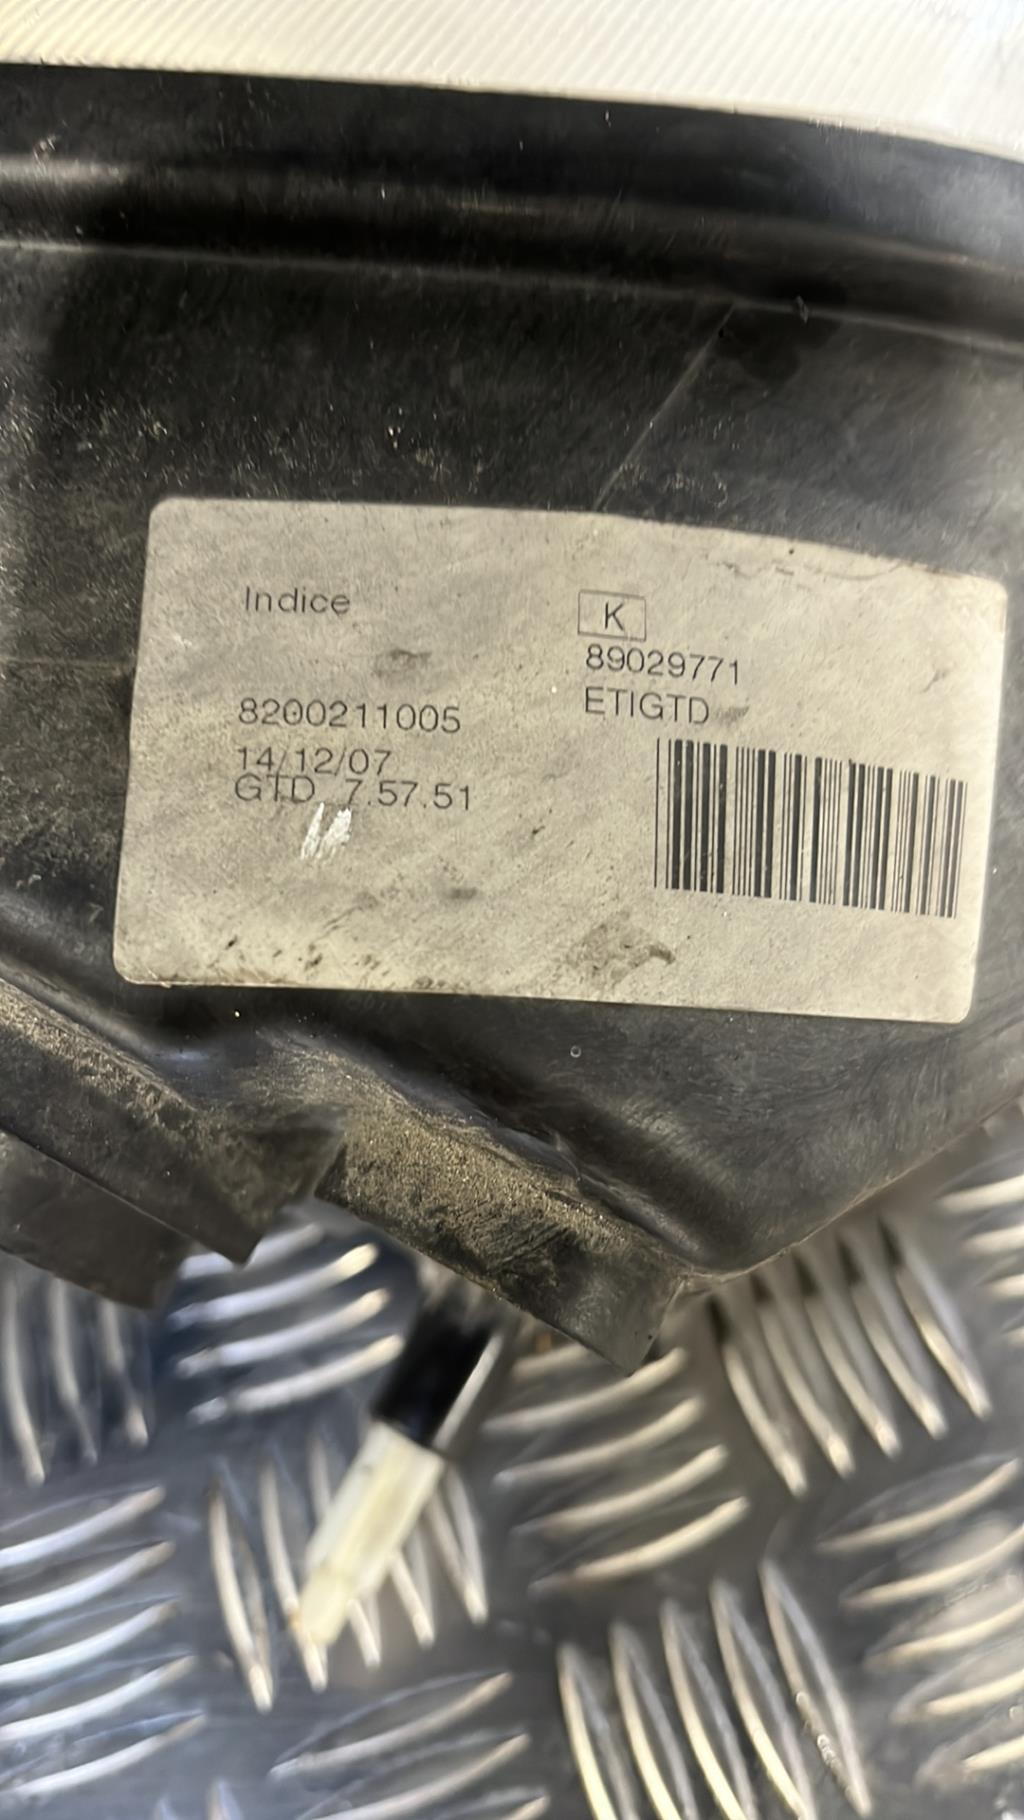 Indice
K
89029771
8200211005
ETIGTD
14/12/07
GTD 7.57.51